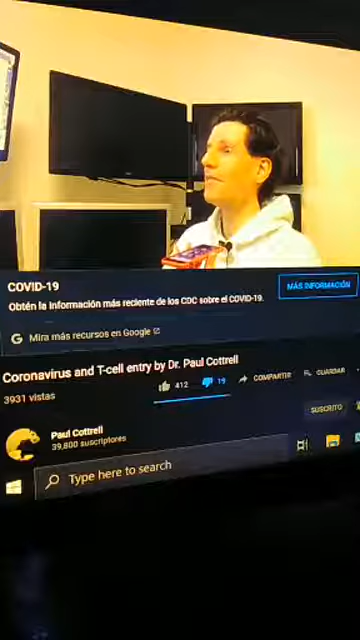 COVID-19
MÁS INFORMACIÓN
Obtén la información más reciente de los CDC sobre el COVID-19.
G Mira más recursos en Google
Coronavirus and T-cell entry by Dr. Paul Cottrell
3931 vistas
412
19
COMPARTIR
GUARDAR
Paul Cottrell
39,800 suscriptores
SUSCRITO
Type here to search